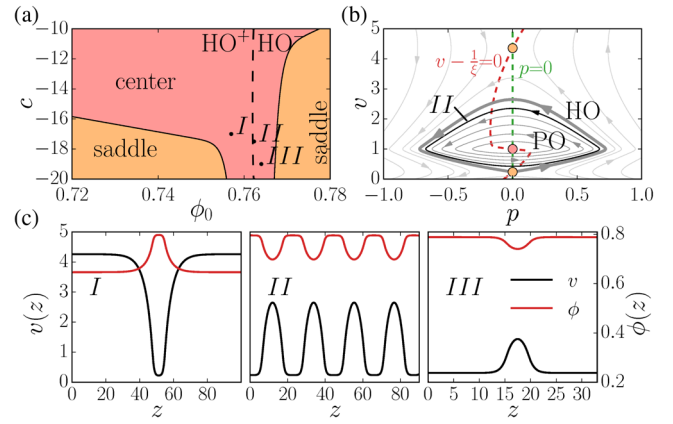 (a)
−10
−12
−14
−16
−18
−20
c
HO⁺
HO⁻
center
saddle
saddle
I
II
III
0.72
0.74
0.76
0.78
ϕ₀
(b)
5
4
3
2
1
0
v
v − 1/ξ =0
p=0
II
HO
PO
−1.0
−0.5
0.0
0.5
1.0
p
(c)
5
4
3
2
1
0
v(z)
I
0
20
40
60
80
z
II
0
20
40
60
80
z
III
v
ϕ
0
5
10
15
20
25
30
z
0.8
0.6
0.4
0.2
ϕ(z)